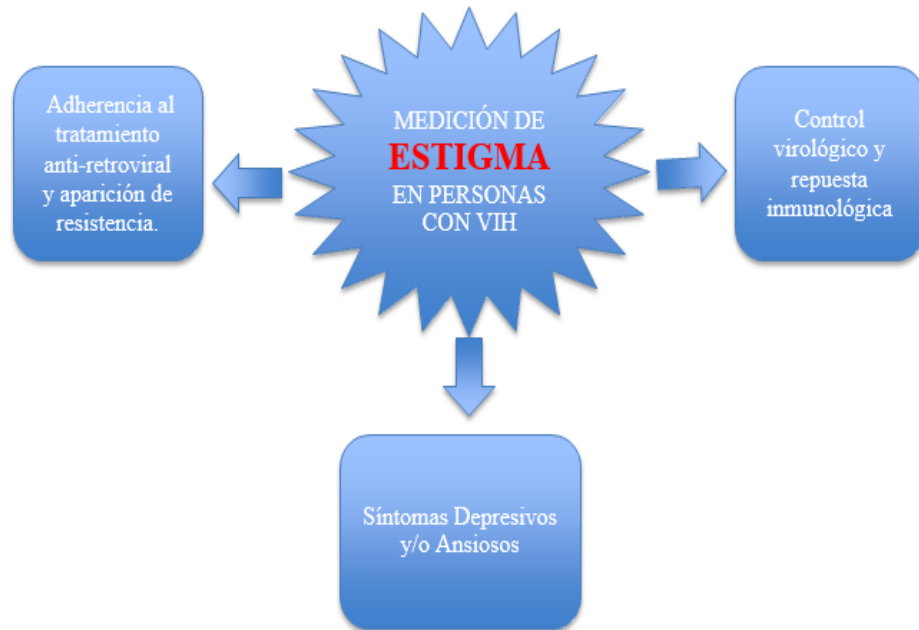 MEDICIÓN DE
ESTIGMA
EN PERSONAS
CON VIH
Adherencia al
tratamiento
anti-retroviral
y aparición de
resistencia.
Control
virológico y
repuesta
inmunológica
Síntomas Depresivos
y/o Ansiosos